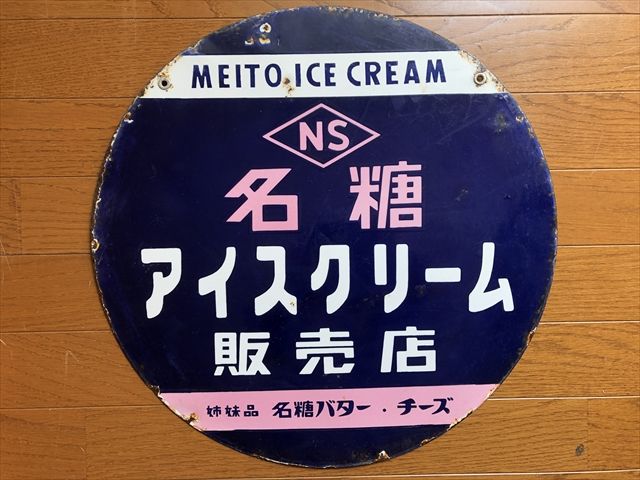 MEITO ICE CREAM
NS
名糖
アイスクリーム
販売店
姉妹品 名糖バター・チーズ